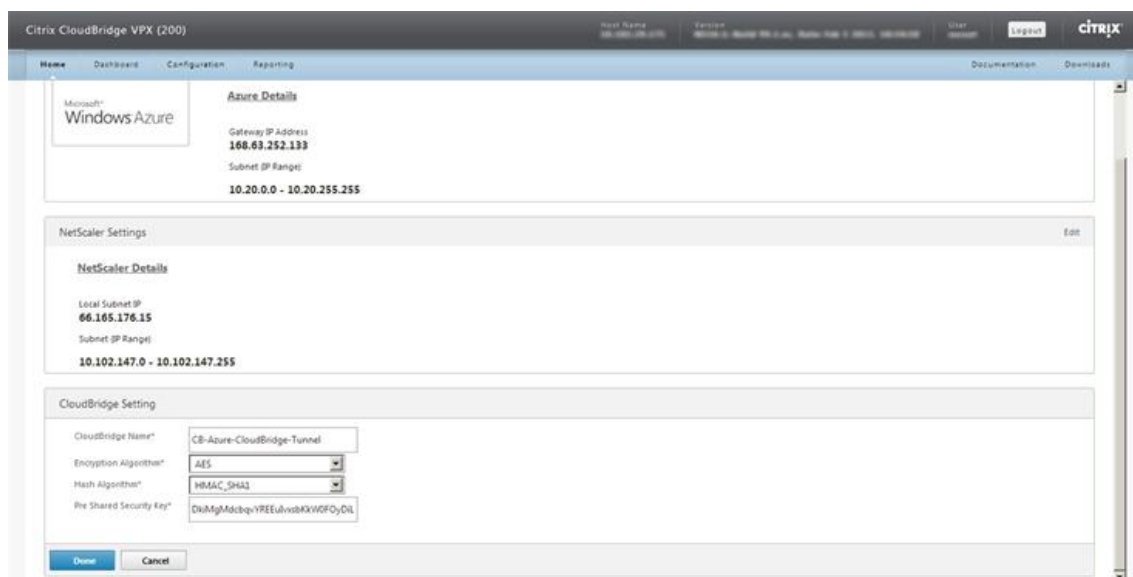 Citrix CloudBridge VPX (200)
Host Name
Version
User
Logout
CITRIX
Home Dashboard Configuration Reporting Documentation Downloads
Microsoft*
Windows Azure
Azure Details
Gateway IP Address
168.63.252.133
Subnet (IP Range)
10.20.0.0 - 10.20.255.255
NetScaler Settings Edit
NetScaler Details
Local Subnet IP
66.165.176.15
Subnet (IP Range)
10.102.147.0 - 10.102.147.255
CloudBridge Setting
CloudBridge Name* CB-Azure-CloudBridge-Tunnel
Encryption Algorithm* AES
Hash Algorithm* HMAC_SHA1
Pre Shared Security Key*
Done Cancel